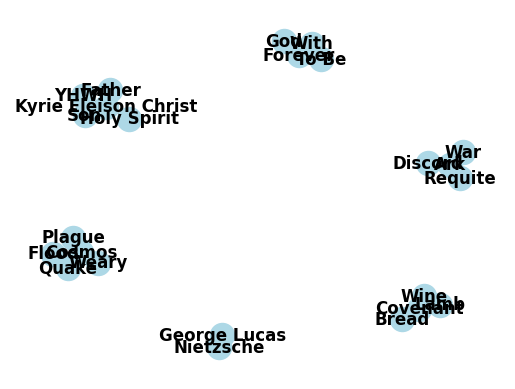 God
With
Forever
To Be
Father
YHWH
Kyrie Eleison Christ
Son
Holy Spirit
War
Discord
Ark
Requite
Plague
Flood
Cosmos
Weary
Quake
Wine
Lamb
Covenant
Bread
George Lucas
Nietzsche